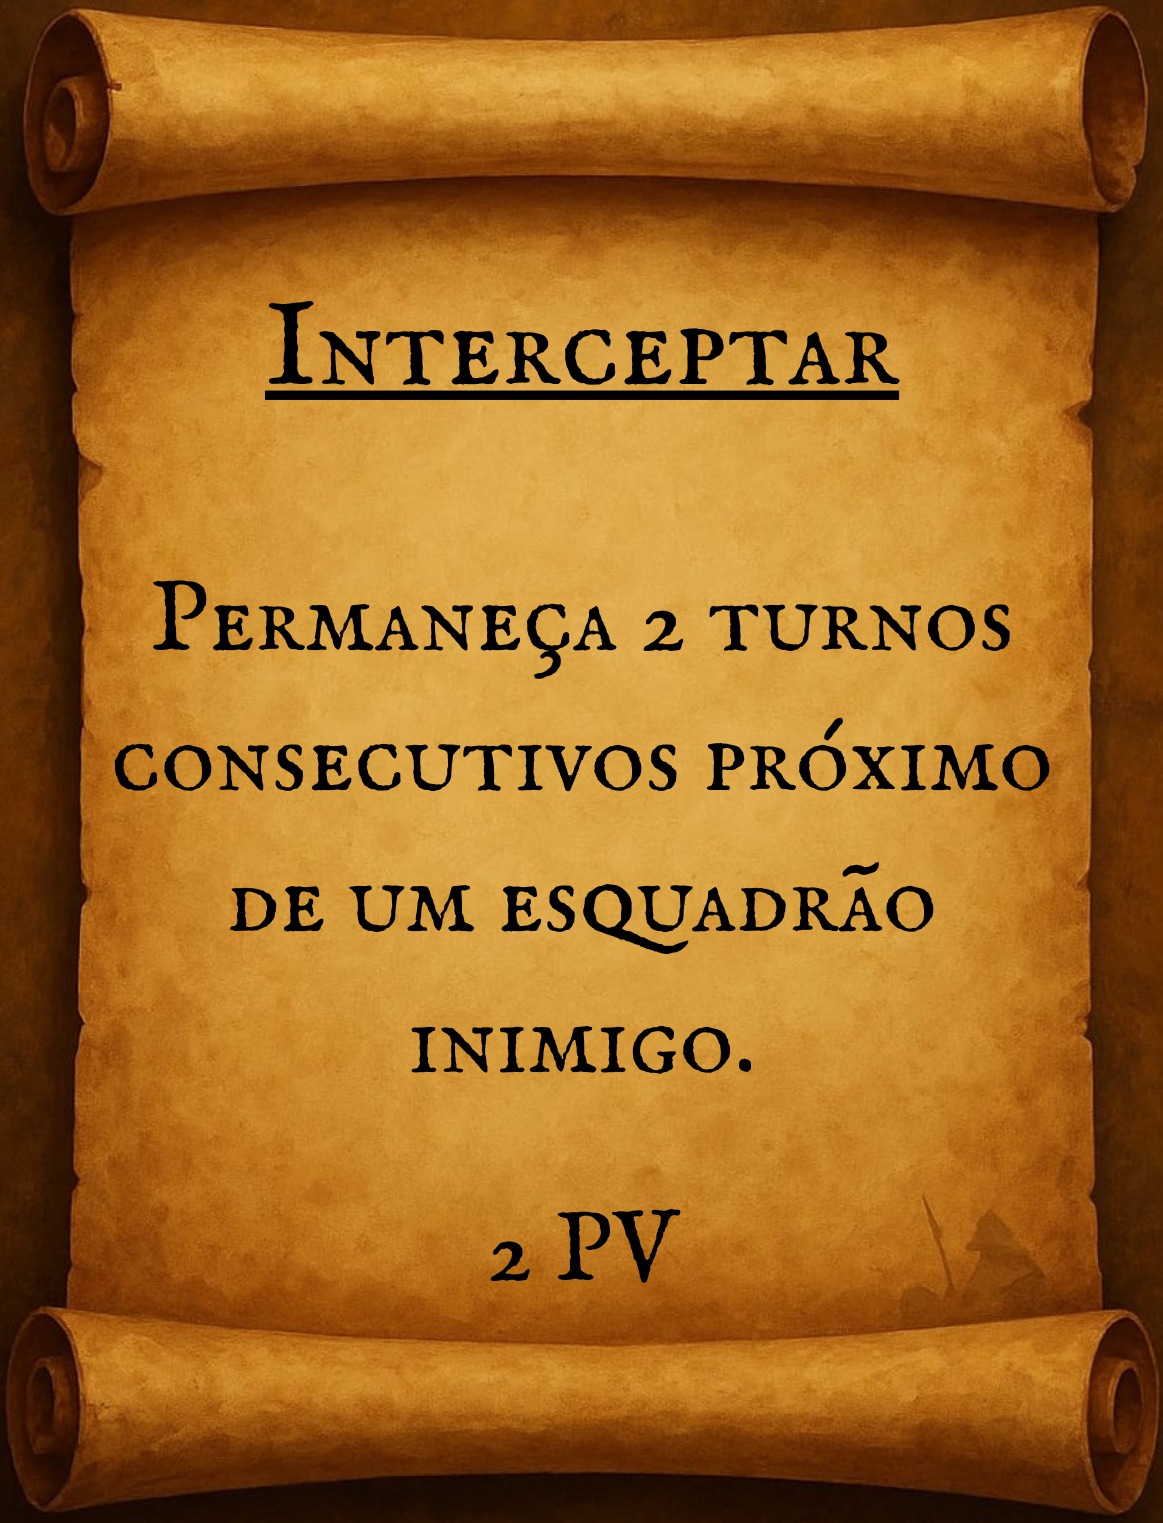 Interceptar
Permaneça 2 turnos
consecutivos próximo
de um esquadrão
inimigo.
2 PV